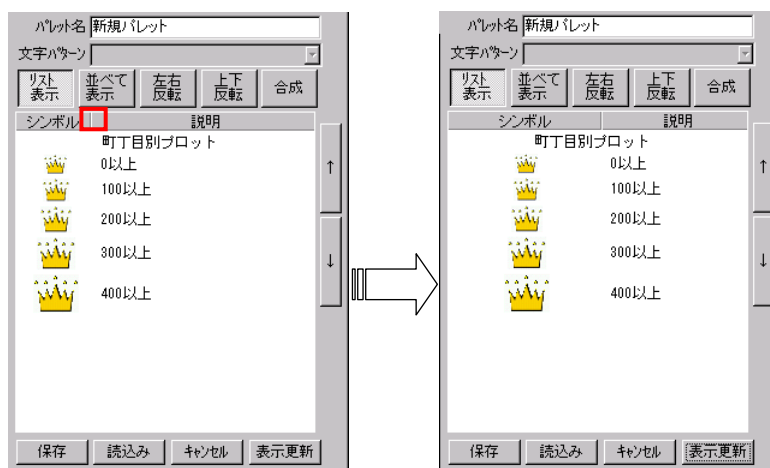 パレット名 新規パレット
文字パターン
リスト表示 並べて表示 左右反転 上下反転 合成
シンボル 説明
町丁目別プロット
0以上
100以上
200以上
300以上
400以上
↑
↓
保存 読込み キャンセル 表示更新
パレット名 新規パレット
文字パターン
リスト表示 並べて表示 左右反転 上下反転 合成
シンボル 説明
町丁目別プロット
0以上
100以上
200以上
300以上
400以上
↑
↓
保存 読込み キャンセル 表示更新